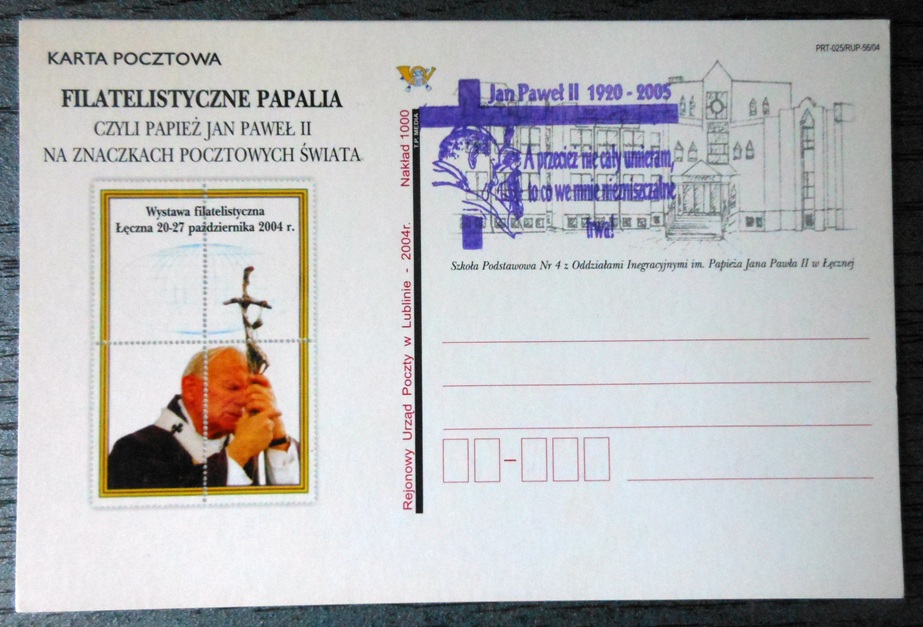 KARTA POCZTOWA
FILATELISTYCZNE PAPALIA
CZYLI PAPIEŻ JAN PAWEŁ II
NA ZNACZKACH POCZTOWYCH ŚWIATA
Wystawa filatelistyczna
Łęczna 20-27 października 2004 r.
Rejonowy Urząd Poczty w Lublinie - 2004r. Nakład 1000
T.P. MEDIA
PRT-025/RUP-56/04
Jan Paweł II 1920 - 2005
A przecież nie cały umieram,
to co we mnie niezniszczalne
trwa!
Szkoła Podstawowa Nr 4 z Oddziałami Inegracyjnymi im. Papieża Jana Pawła II w Łęcznej